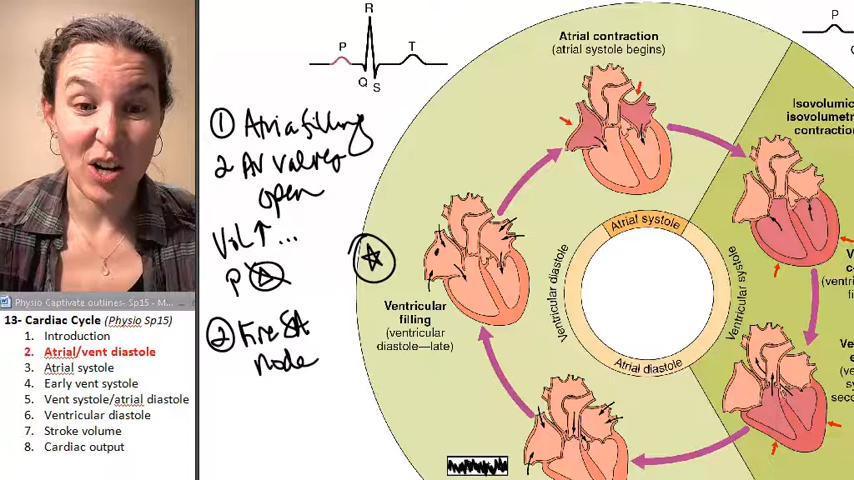 R
P
T
Q
S
P
Atrial contraction
(atrial systole begins)
① Atria filling
2 AV valves
open
Vol ↑ ...
P
② Fire SA
node
Isovolumic
isovolumet
contraction
Ventricular
filling
(ventricular
diastole—late)
Atrial systole
Ventricular diastole
Ventricular systole
Atrial diastole
(ventri
Physio Captivate outlines- Sp15 - M...
13- Cardiac Cycle (Physio Sp15)
1. Introduction
2. Atrial/vent diastole
3. Atrial systole
4. Early vent systole
5. Vent systole/atrial diastole
6. Ventricular diastole
7. Stroke volume
8. Cardiac output